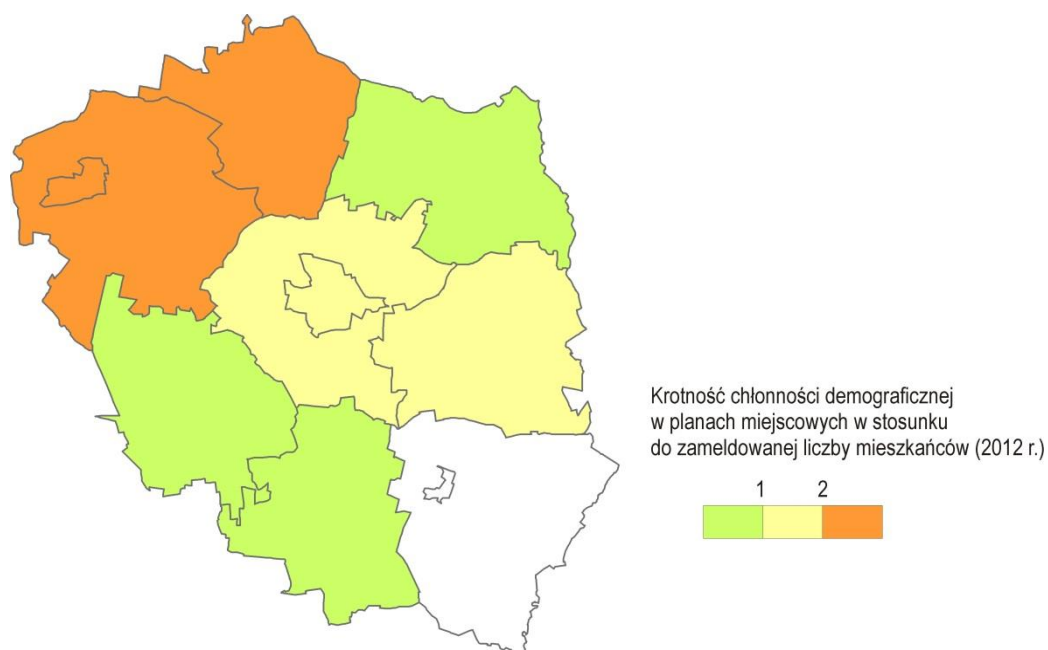 Krotność chłonności demograficznej
w planach miejscowych w stosunku
do zameldowanej liczby mieszkańców (2012 r.)
1 2